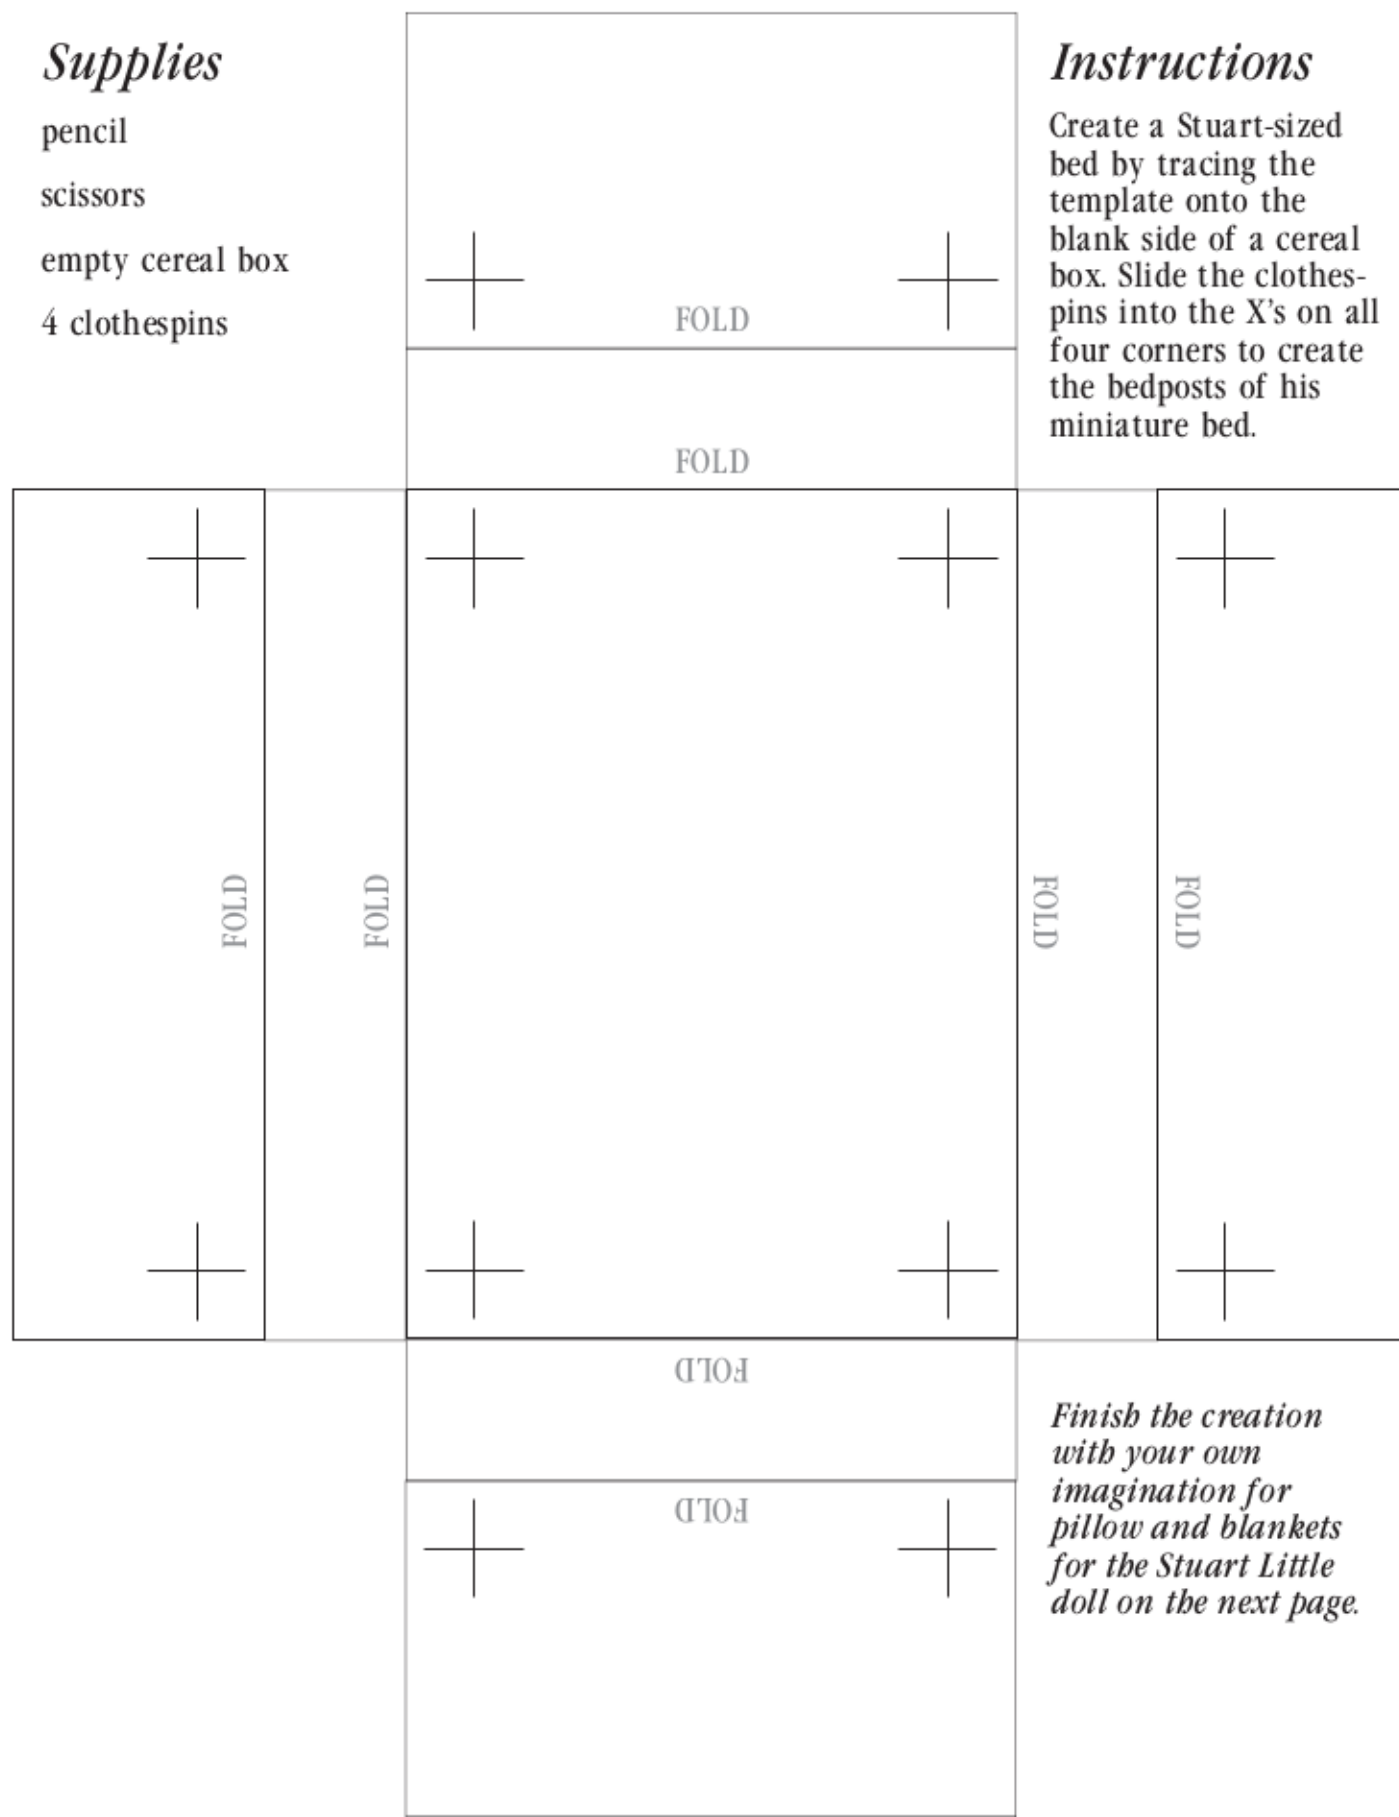 Supplies
pencil
scissors
empty cereal box
4 clothespins
Instructions
Create a Stuart-sized
bed by tracing the
template onto the
blank side of a cereal
box. Slide the clothes-
pins into the X's on all
four corners to create
the bedposts of his
miniature bed.
FOLD
FOLD
FOLD
FOLD
FOLD
FOLD
FOLD
FOLD
Finish the creation
with your own
imagination for
pillow and blankets
for the Stuart Little
doll on the next page.